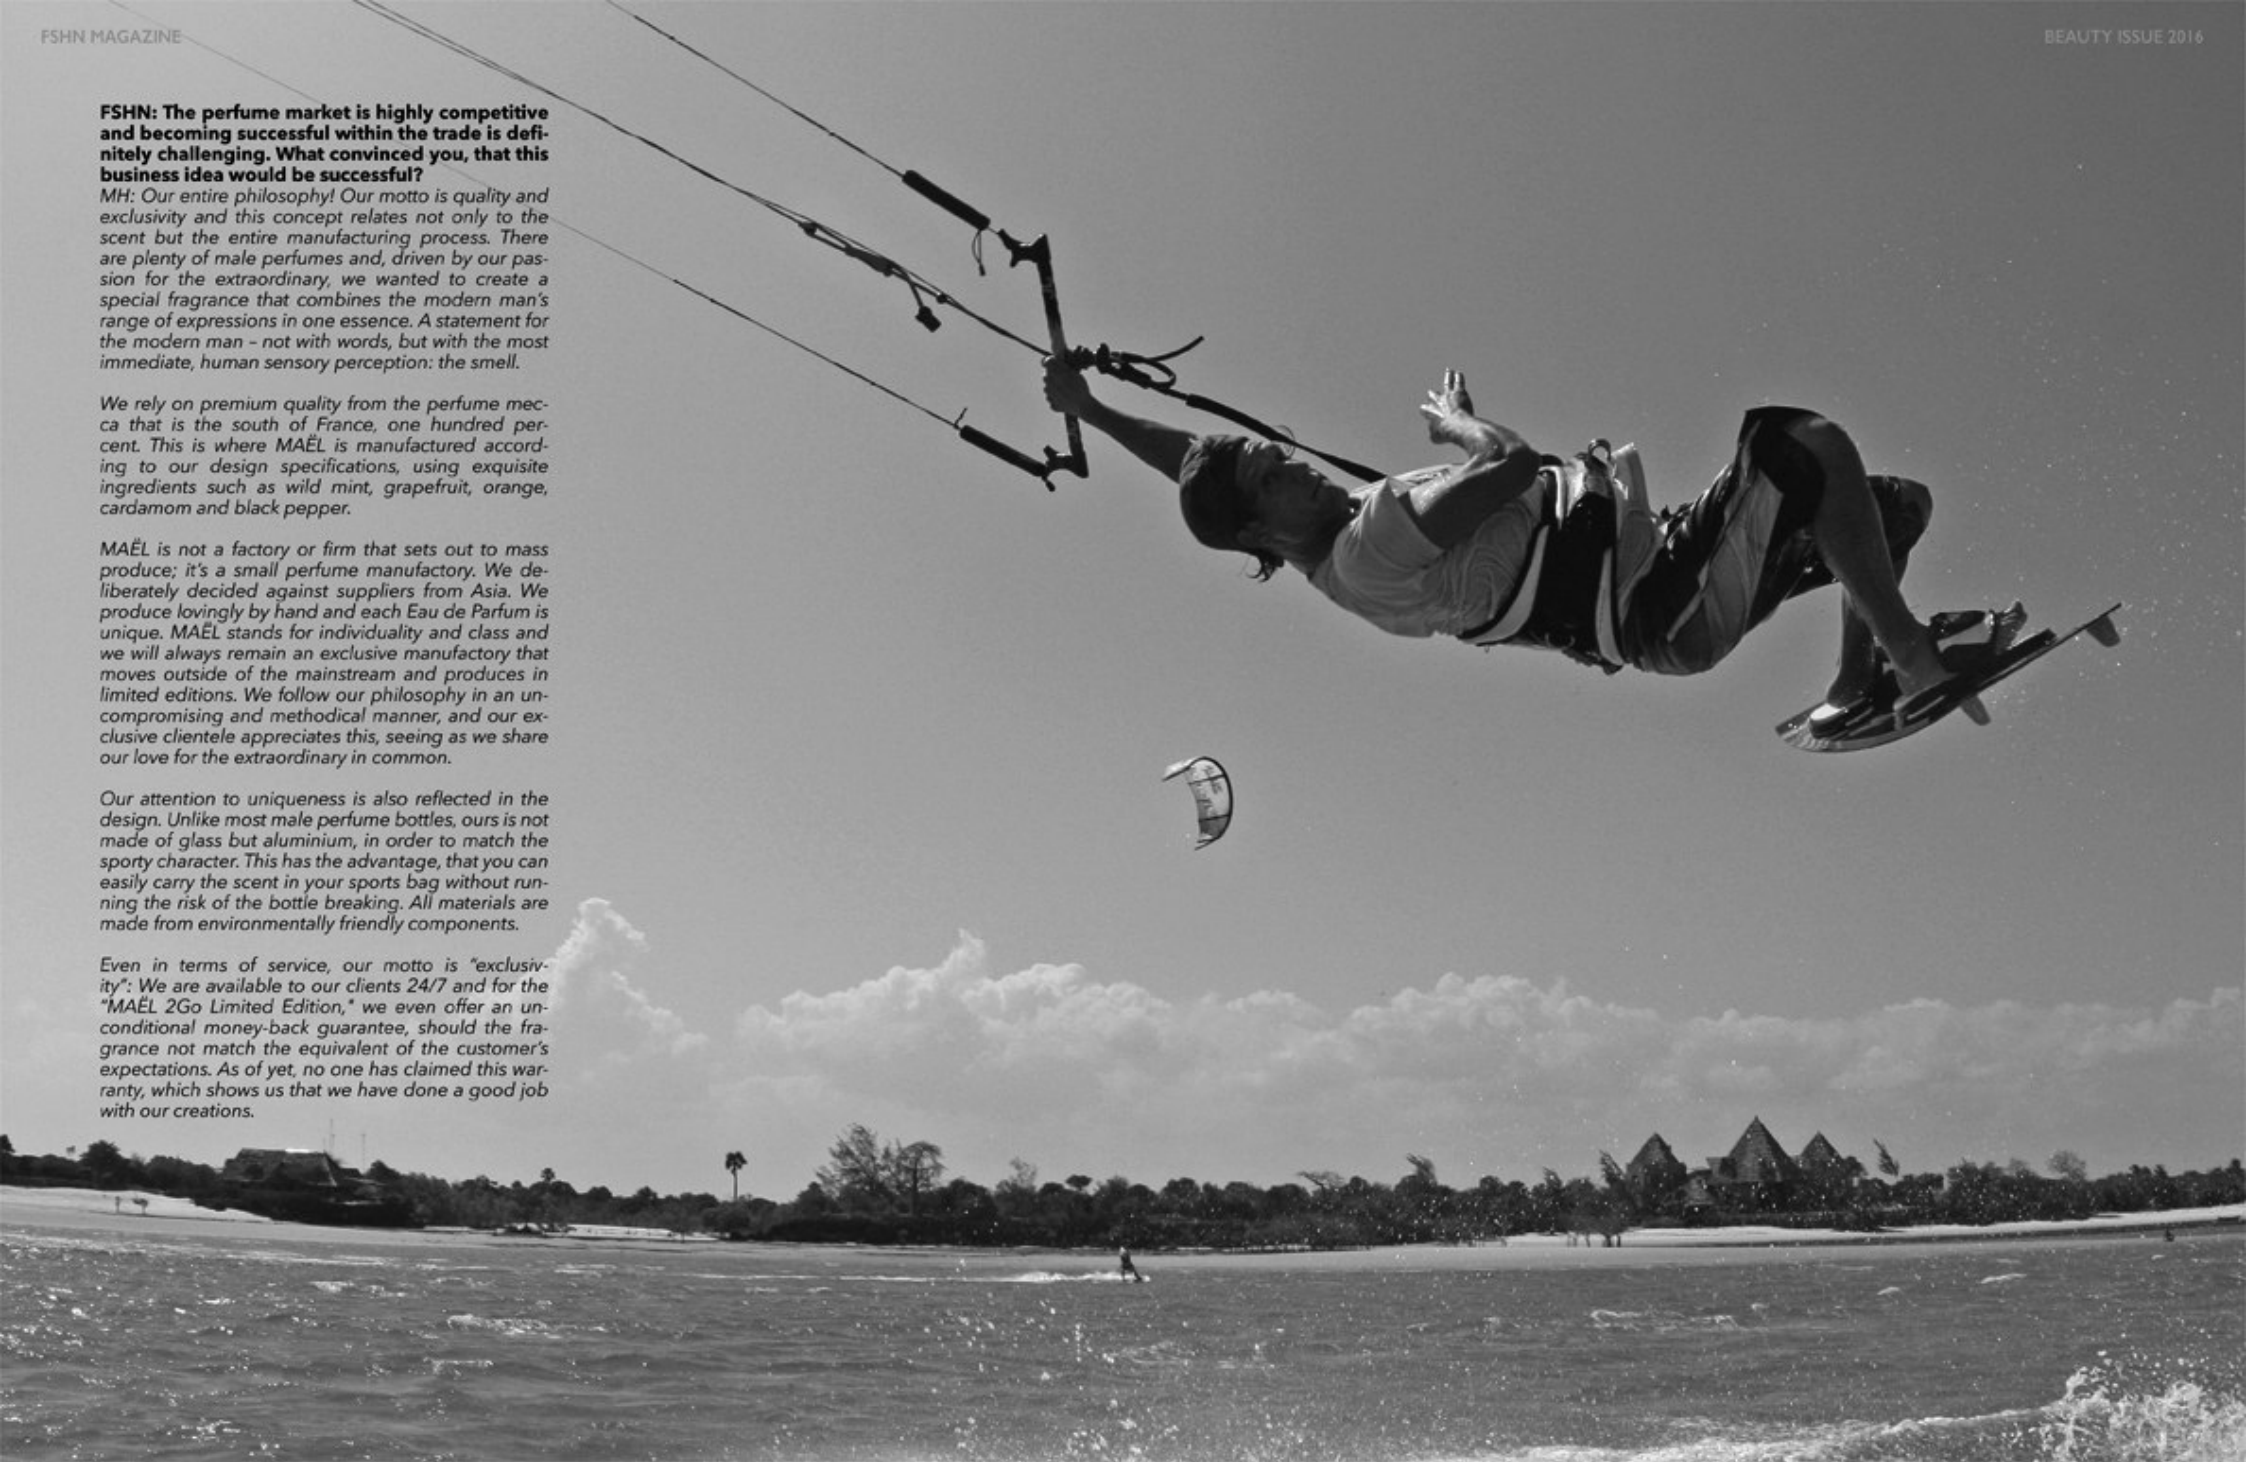 FSHN MAGAZINE
BEAUTY ISSUE 2016
FSHN: The perfume market is highly competitive
and becoming successful within the trade is defi-
nitely challenging. What convinced you, that this
business idea would be successful?
MH: Our entire philosophy! Our motto is quality and
exclusivity and this concept relates not only to the
scent but the entire manufacturing process. There
are plenty of male perfumes and, driven by our pas-
sion for the extraordinary, we wanted to create a
special fragrance that combines the modern man's
range of expressions in one essence. A statement for
the modern man – not with words, but with the most
immediate, human sensory perception: the smell.
We rely on premium quality from the perfume mec-
ca that is the south of France, one hundred per-
cent. This is where MAËL is manufactured accord-
ing to our design specifications, using exquisite
ingredients such as wild mint, grapefruit, orange,
cardamom and black pepper.
MAËL is not a factory or firm that sets out to mass
produce; it's a small perfume manufactory. We de-
liberately decided against suppliers from Asia. We
produce lovingly by hand and each Eau de Parfum is
unique. MAËL stands for individuality and class and
we will always remain an exclusive manufactory that
moves outside of the mainstream and produces in
limited editions. We follow our philosophy in an un-
compromising and methodical manner, and our ex-
clusive clientele appreciates this, seeing as we share
our love for the extraordinary in common.
Our attention to uniqueness is also reflected in the
design. Unlike most male perfume bottles, ours is not
made of glass but aluminium, in order to match the
sporty character. This has the advantage, that you can
easily carry the scent in your sports bag without run-
ning the risk of the bottle breaking. All materials are
made from environmentally friendly components.
Even in terms of service, our motto is "exclusiv-
ity": We are available to our clients 24/7 and for the
"MAËL 2Go Limited Edition," we even offer an un-
conditional money-back guarantee, should the fra-
grance not match the equivalent of the customer's
expectations. As of yet, no one has claimed this war-
ranty, which shows us that we have done a good job
with our creations.